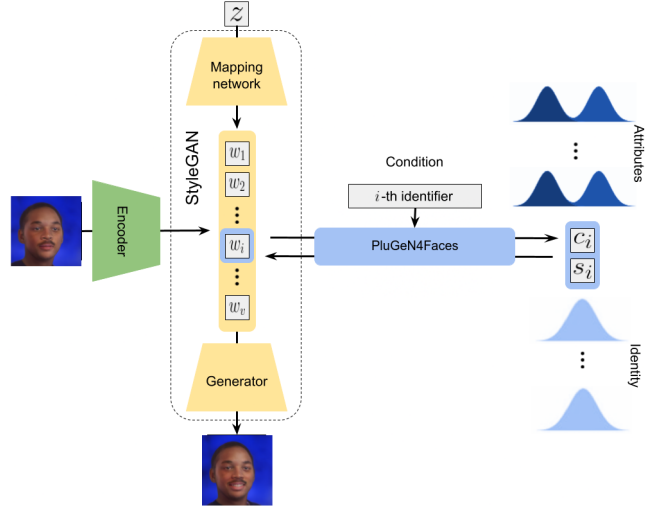 z
Mapping
network
StyleGAN
w₁
w₂
wᵢ
wᵥ
Encoder
Generator
Condition
i-th identifier
PluGeN4Faces
Attributes
cᵢ
sᵢ
Identity